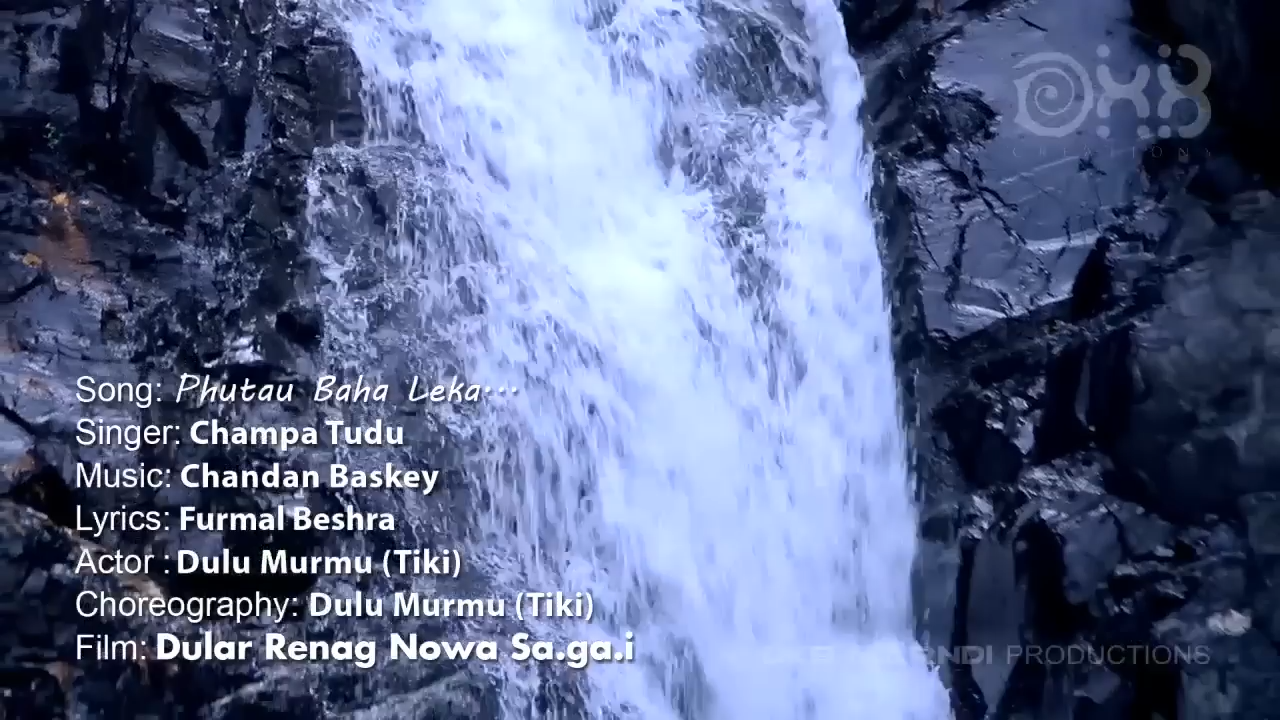 CREATIONS
Song: Phutau Baha Leka...
Singer: Champa Tudu
Music: Chandan Baskey
Lyrics: Furmal Beshra
Actor : Dulu Murmu (Tiki)
Choreography: Dulu Murmu (Tiki)
Film: Dular Renag Nowa Sa.ga.i
PRODUCTIONS